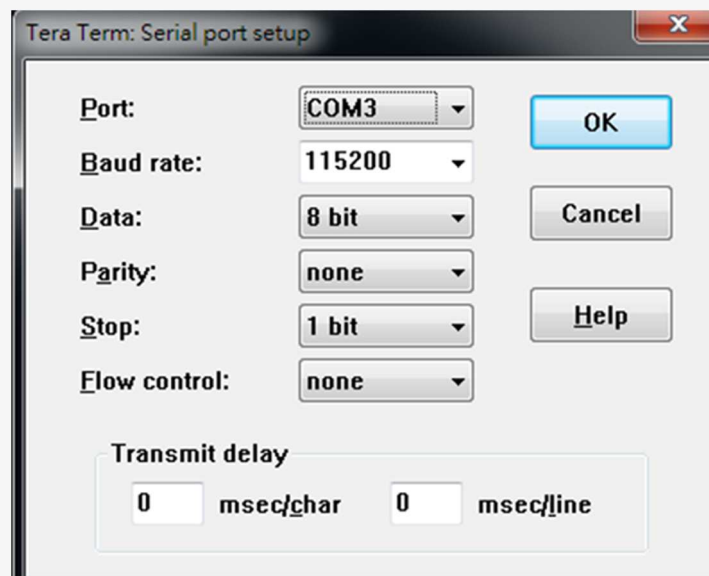 Tera Term: Serial port setup
Port: COM3
OK
Baud rate: 115200
Data: 8 bit
Cancel
Parity: none
Stop: 1 bit
Help
Flow control: none
Transmit delay
0 msec/char 0 msec/line